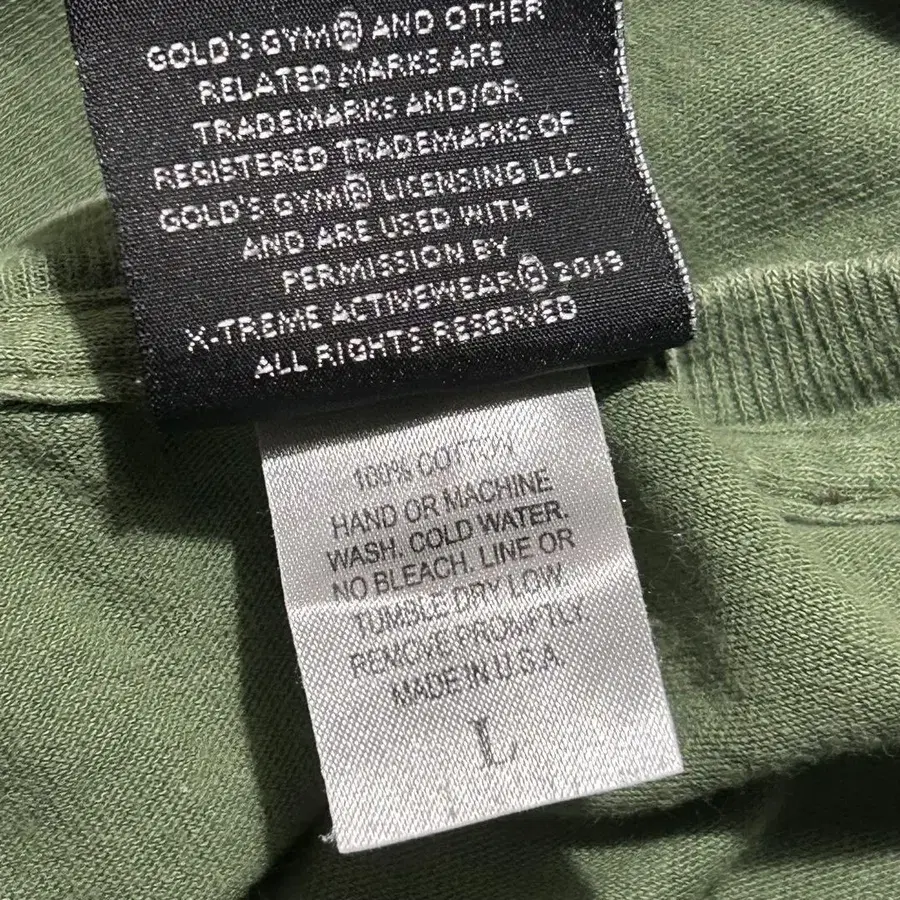 GOLD'S GYM® AND OTHER
RELATED MARKS ARE
TRADEMARKS AND/OR
REGISTERED TRADEMARKS OF
GOLD'S GYM® LICENSING LLC.
AND ARE USED WITH
PERMISSION BY
X-TREME ACTIVEWEAR© 2019
ALL RIGHTS RESERVED
100% COTTON
HAND OR MACHINE
WASH. COLD WATER.
NO BLEACH. LINE OR
TUMBLE DRY LOW.
REMOVE PROMPTLY.
MADE IN U.S.A.
L